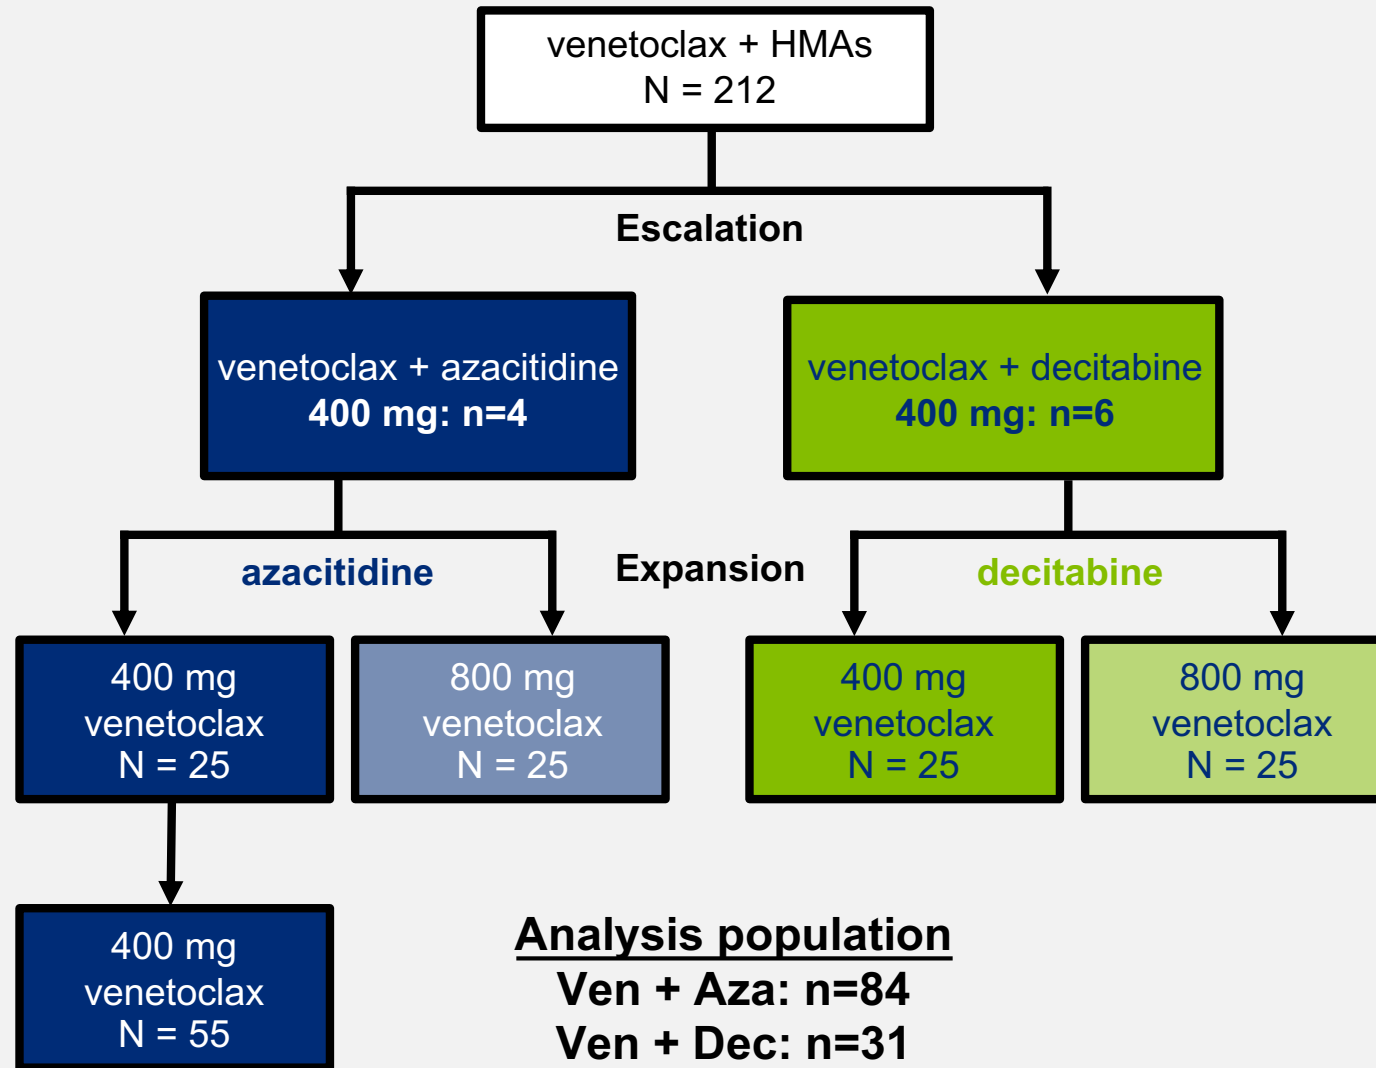 venetoclax + HMAs
N = 212
Escalation
venetoclax + azacitidine
400 mg: n=4
venetoclax + decitabine
400 mg: n=6
azacitidine
Expansion
decitabine
400 mg
venetoclax
N = 25
800 mg
venetoclax
N = 25
400 mg
venetoclax
N = 25
800 mg
venetoclax
N = 25
400 mg
venetoclax
N = 55
Analysis population
Ven + Aza: n=84
Ven + Dec: n=31